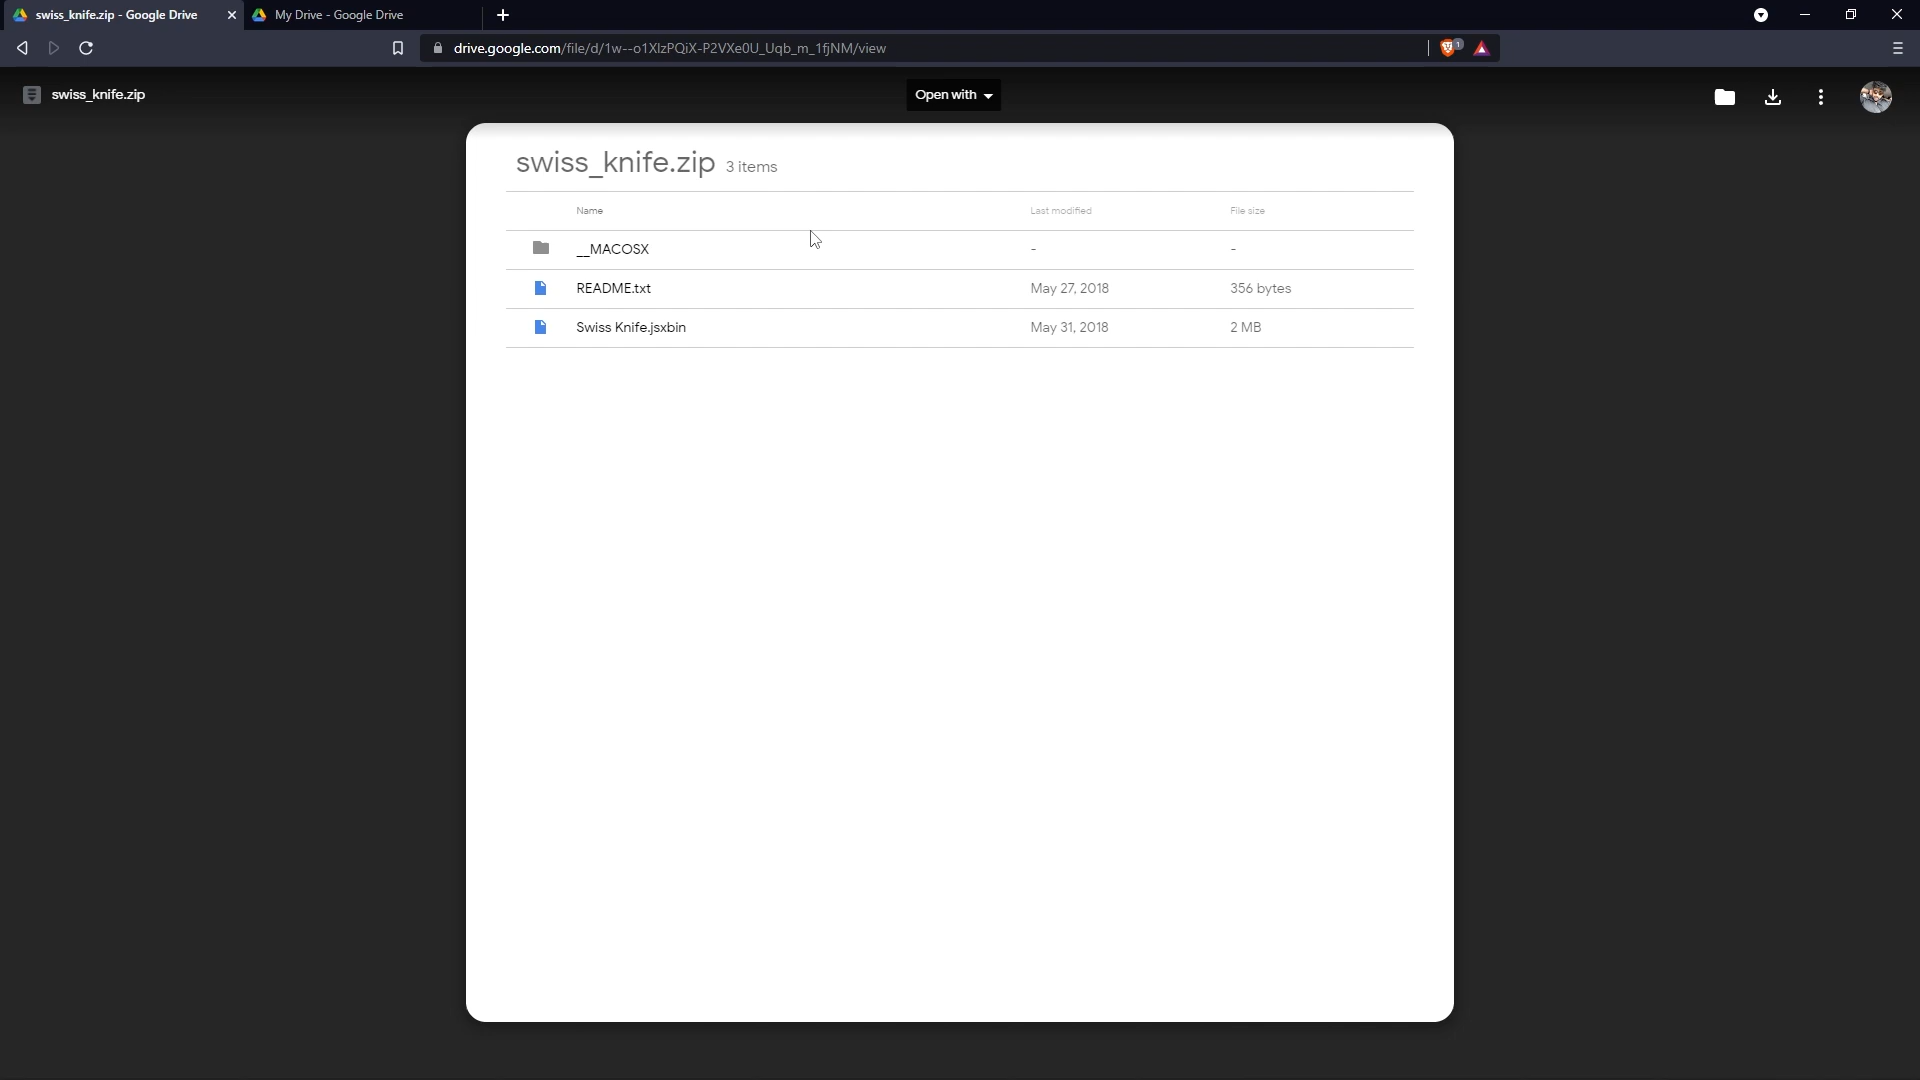 swiss_knife.zip - Google Drive
My Drive - Google Drive
drive.google.com/file/d/1w--o1XlzPQiX-P2VXe0U_Uqb_m_1fjNM/view
1
swiss_knife.zip
Open with
swiss_knife.zip 3 items
Name Last modified File size
__MACOSX - -
README.txt May 27, 2018 356 bytes
Swiss Knife.jsxbin May 31, 2018 2 MB